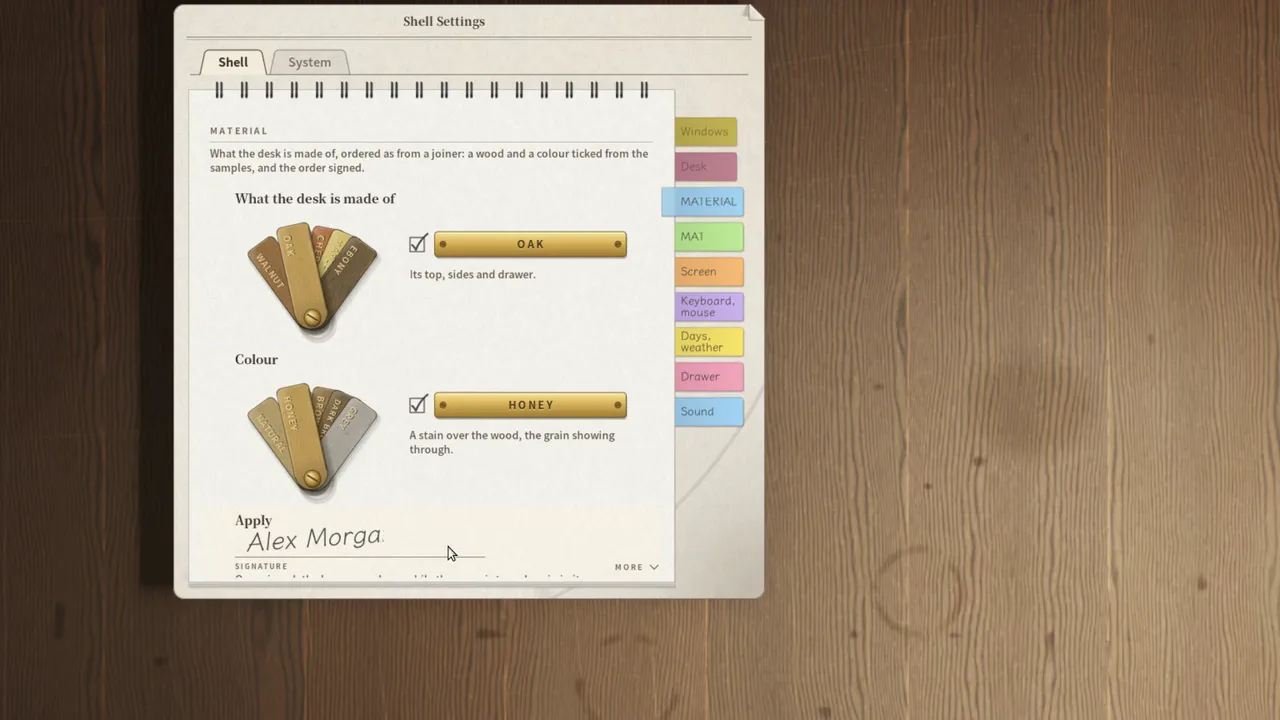 Shell Settings
Shell
System
MATERIAL
What the desk is made of, ordered as from a joiner: a wood and a colour ticked from the
samples, and the order signed.
What the desk is made of
WALNUT
OAK
EBONY
OAK
Its top, sides and drawer.
Colour
NATURAL
HONEY
DARK
GREY
HONEY
A stain over the wood, the grain showing
through.
Apply
Alex Morga
SIGNATURE
MORE
Windows
Desk
MATERIAL
MAT
Screen
Keyboard,
mouse
Days,
weather
Drawer
Sound